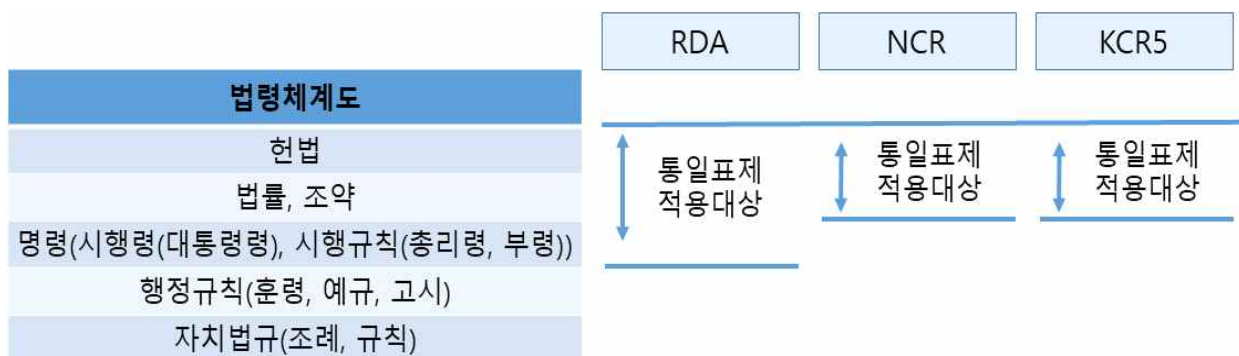 RDA
NCR
KCR5
법령체계도
헌법
법률, 조약
명령(시행령(대통령령), 시행규칙(총리령, 부령))
행정규칙(훈령, 예규, 고시)
자치법규(조례, 규칙)
통일표제
적용대상
통일표제
적용대상
통일표제
적용대상